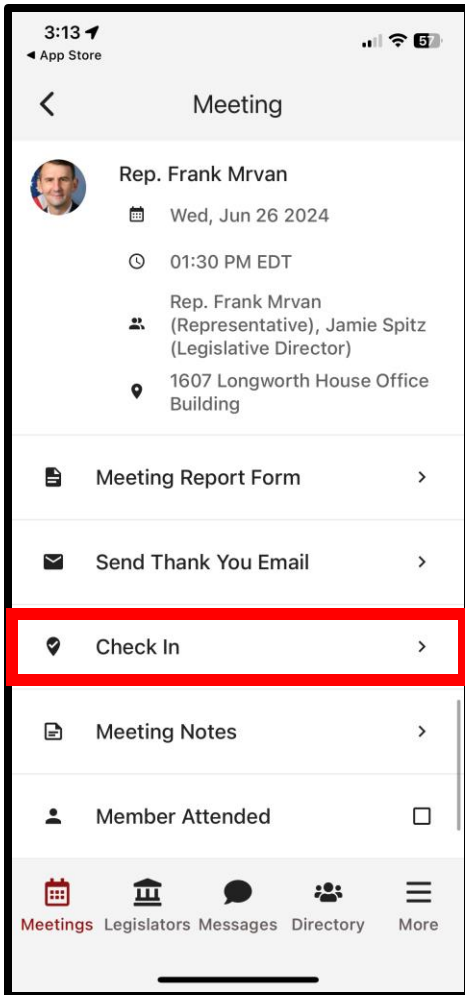 3:13
57
◀ App Store
Meeting
Rep. Frank Mrvan
Wed, Jun 26 2024
01:30 PM EDT
Rep. Frank Mrvan
(Representative), Jamie Spitz
(Legislative Director)
1607 Longworth House Office
Building
Meeting Report Form
Send Thank You Email
Check In
Meeting Notes
Member Attended
Meetings Legislators Messages Directory More